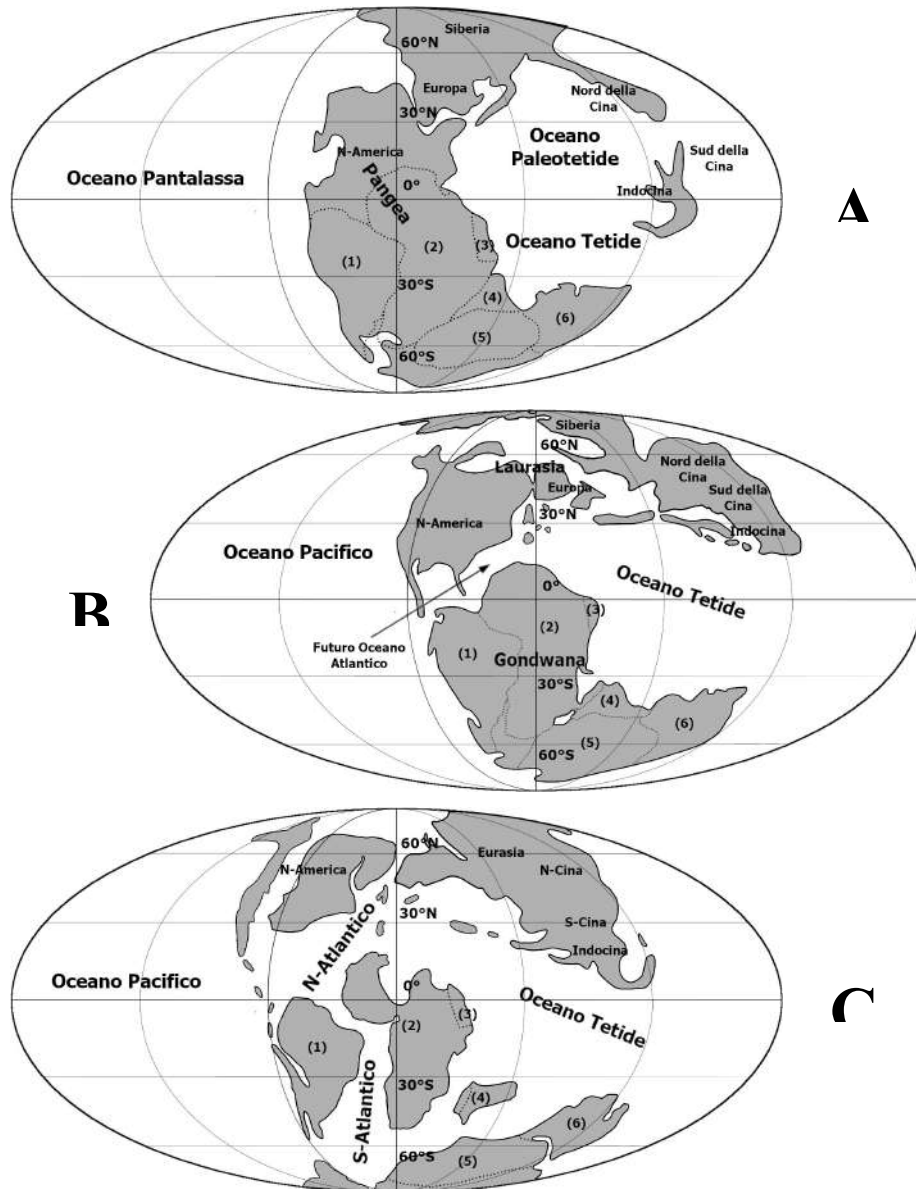 Siberia
60°N
Europa
Nord della
Cina
30°N
Oceano
Paleotetide
Sud della
Cina
N-America
Oceano Pantalassa
Pangea
0°
Indocina
A
Oceano Tetide
(1)
(2)
(3)
30°S
(4)
(5)
(6)
60°S
Siberia
60°N
Laurasia
Nord della
Cina
Europa
Sud della
Cina
30°N
N-America
Indocina
Oceano Pacifico
Oceano Tetide
0°
B
(3)
(2)
Futuro Oceano
Atlantico
(1)
Gondwana
30°S
(4)
(5)
(6)
60°S
60°N
Eurasia
N-America
N-Cina
30°N
S-Cina
N-Atlantico
Indocina
Oceano Pacifico
0°
Oceano Tetide
C
(1)
(2)
(3)
30°S
S-Atlantico
(4)
(6)
60°S
(5)